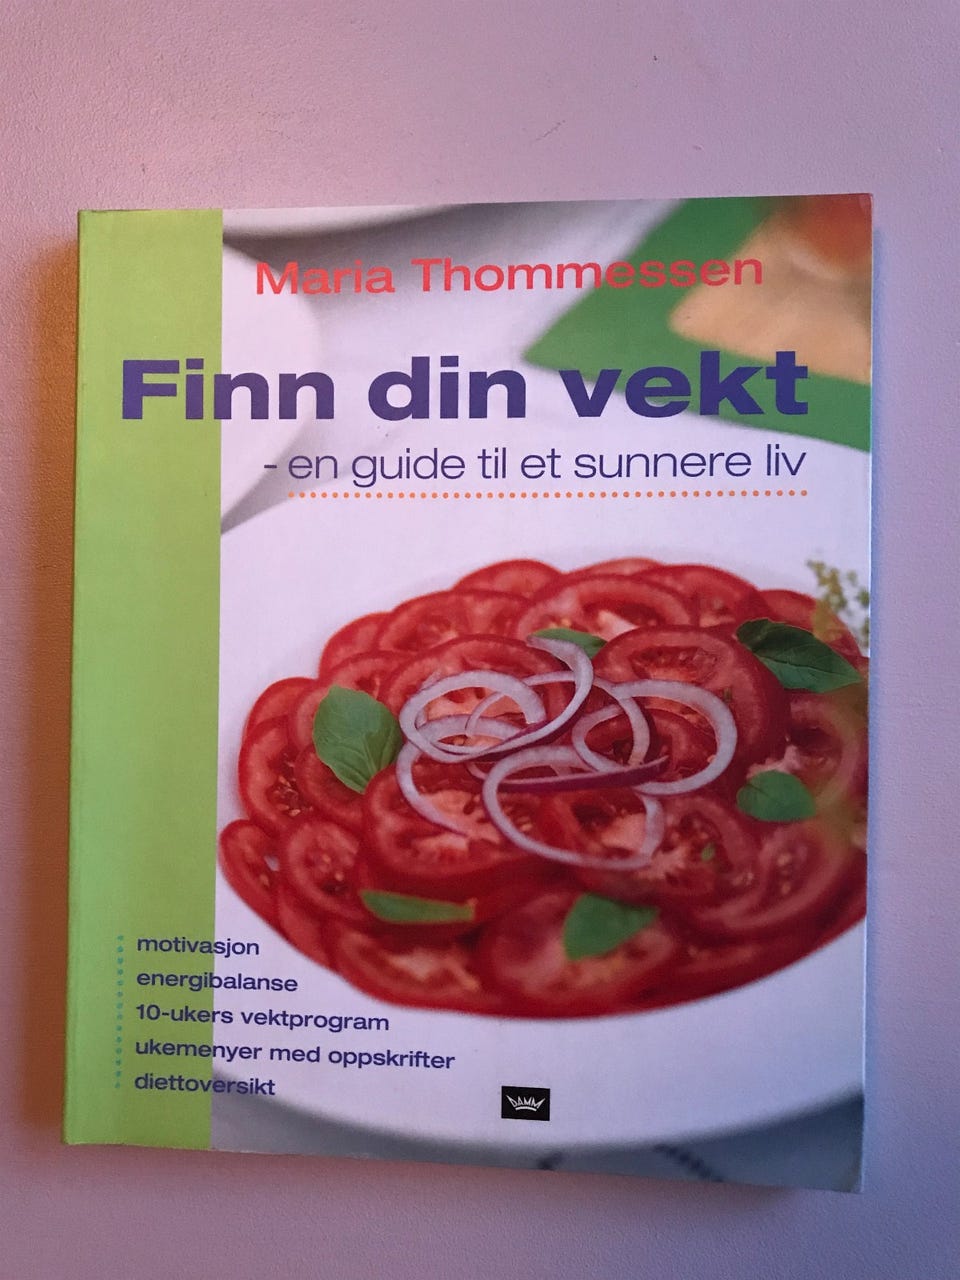 Maria Thommessen
Finn din vekt
- en guide til et sunnere liv
motivasjon
energibalanse
10-ukers vektprogram
ukemenyer med oppskrifter
diettoversikt
DAMM